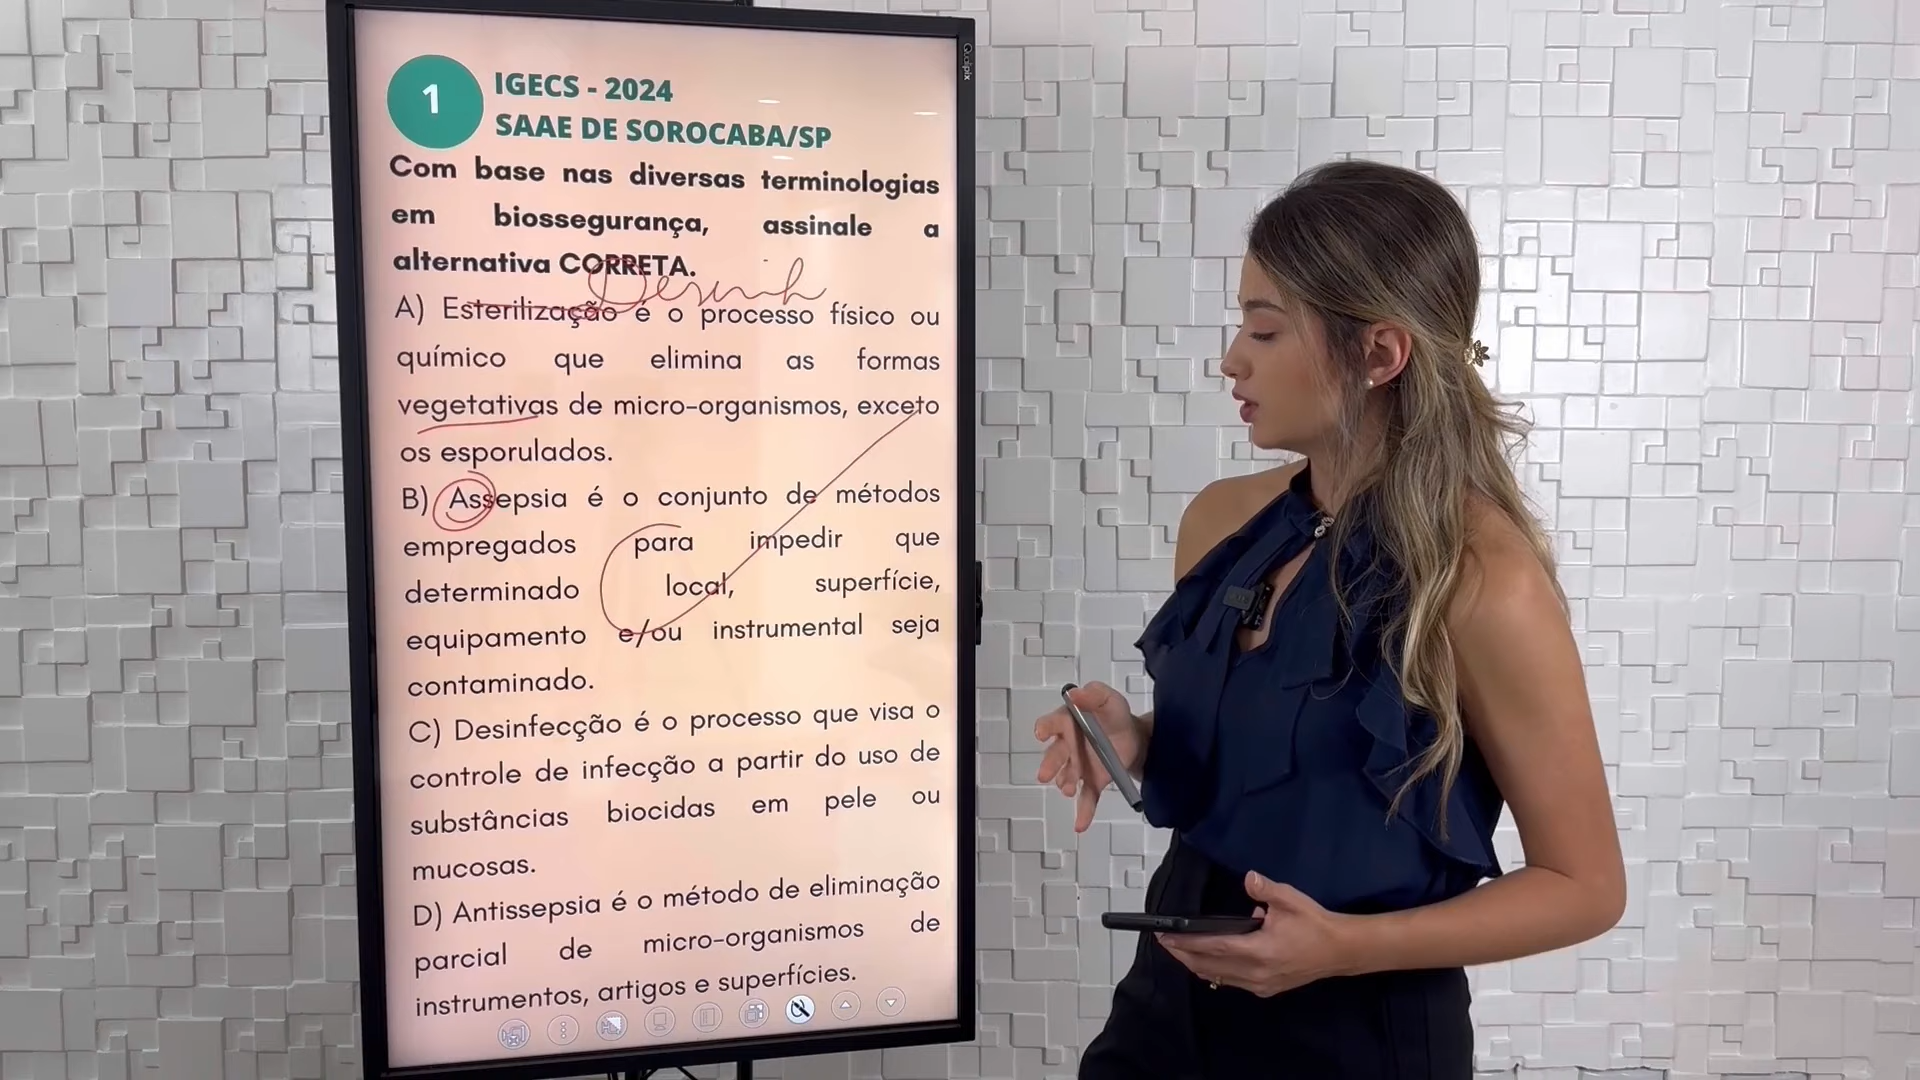 1
IGECS - 2024
SAAE DE SOROCABA/SP
Com base nas diversas terminologias
em biossegurança, assinale a
alternativa CORRETA.
A) Esterilização é o processo físico ou
químico que elimina as formas
vegetativas de micro-organismos, exceto
os esporulados.
B) Assepsia é o conjunto de métodos
empregados para impedir que
determinado local, superfície,
equipamento e/ou instrumental seja
contaminado.
C) Desinfecção é o processo que visa o
controle de infecção a partir do uso de
substâncias biocidas em pele ou
mucosas.
D) Antissepsia é o método de eliminação
parcial de micro-organismos de
instrumentos, artigos e superfícies.